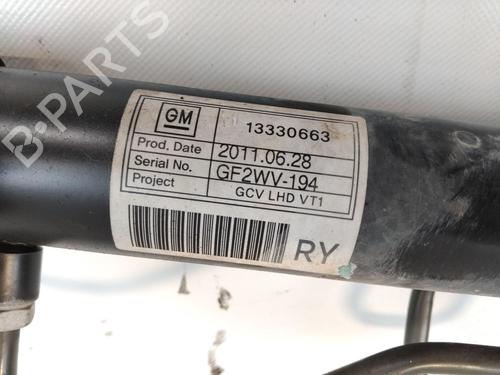 GM 13330663
Prod. Date 2011.06.28
Serial No. GF2WV-194
Project GCV LHD VT1
RY
B-PARTS